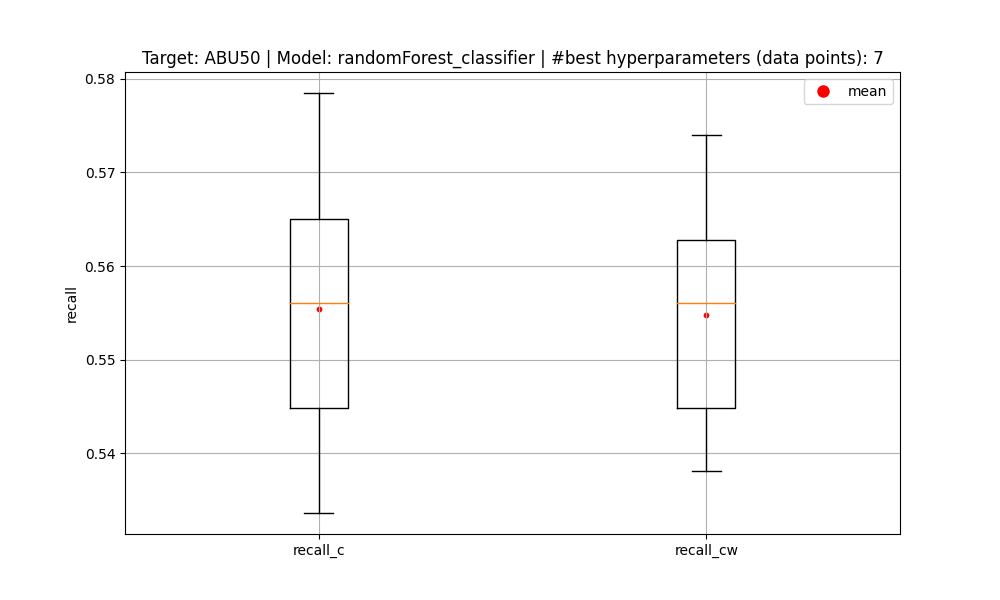 Target: ABU50 | Model: randomForest_classifier | #best hyperparameters (data points): 7
mean
0.58
0.57
0.56
0.55
0.54
recall
recall_c
recall_cw